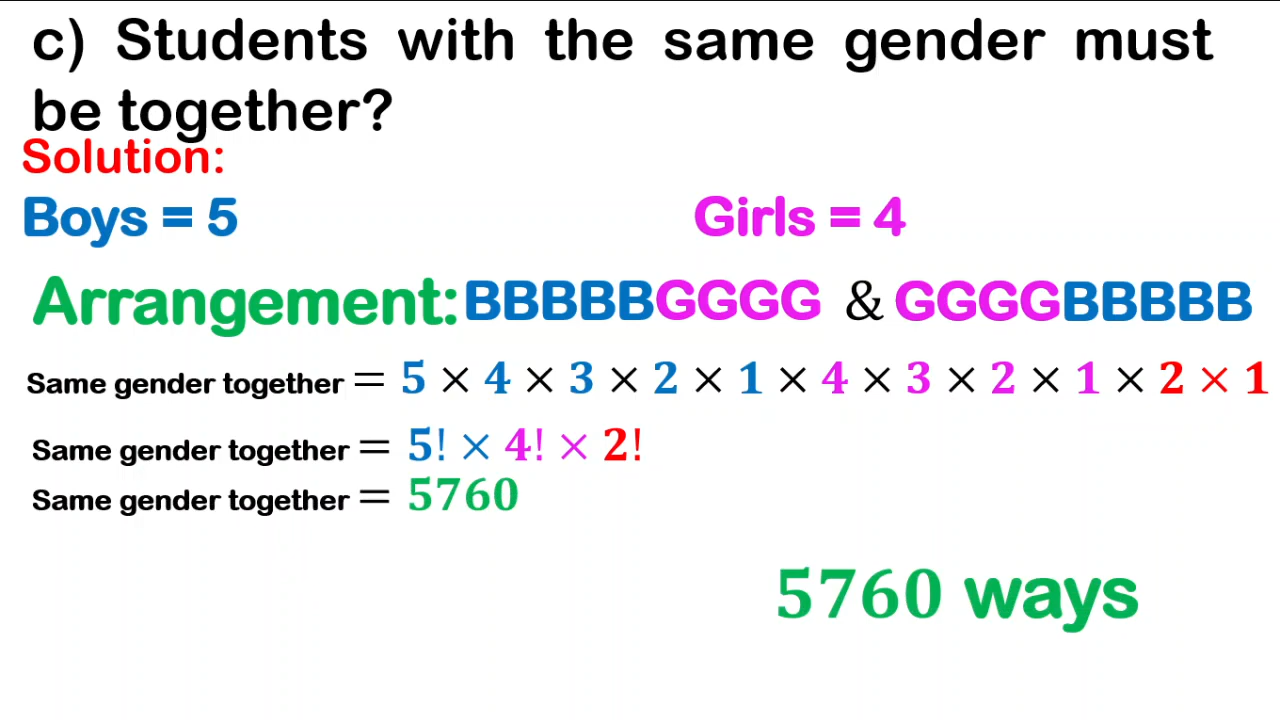 c) Students with the same gender must
be together?
Solution:
Boys = 5 Girls = 4
Arrangement: BBBBBGGGG & GGGGBBBBB
Same gender together = 5 × 4 × 3 × 2 × 1 × 4 × 3 × 2 × 1 × 2 × 1
Same gender together = 5! × 4! × 2!
Same gender together = 5760
5760 ways